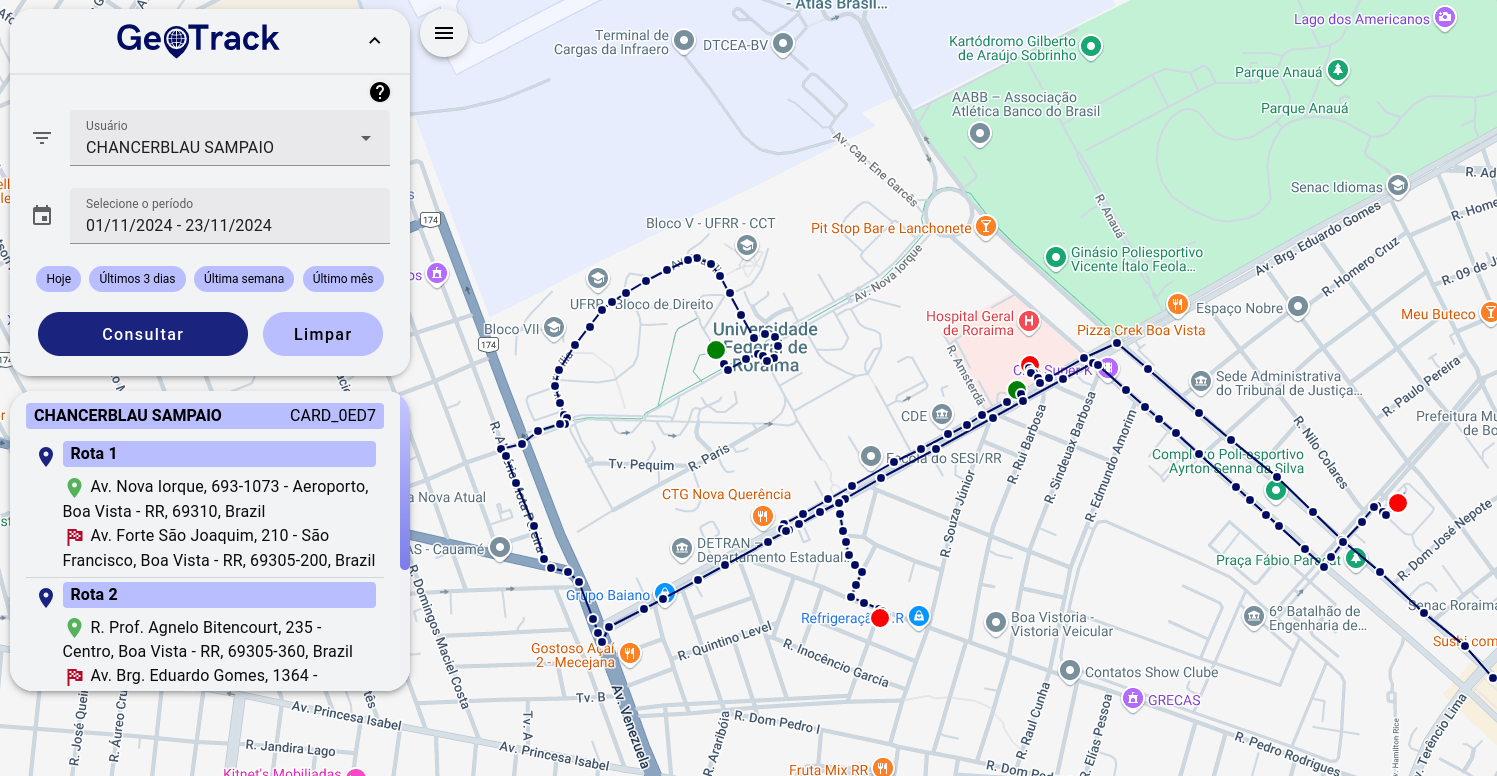 GeoTrack
Usuário
CHANCERBLAU SAMPAIO
Selecione o período
01/11/2024 - 23/11/2024
Hoje
Últimos 3 dias
Última semana
Último mês
Consultar
Limpar
CHANCERBLAU SAMPAIO
CARD_0ED7
Rota 1
Av. Nova Iorque, 693-1073 - Aeroporto,
Boa Vista - RR, 69310, Brazil
Av. Forte São Joaquim, 210 - São
Francisco, Boa Vista - RR, 69305-200, Brazil
Rota 2
R. Prof. Agnelo Bitencourt, 235 -
Centro, Boa Vista - RR, 69305-360, Brazil
Av. Brg. Eduardo Gomes, 1364 -
- Atlas Brasil...
Terminal de
Cargas da Infraero
DTCEA-BV
Lago dos Americanos
Kartódromo Gilberto
de Araújo Sobrinho
Parque Anauá
Parque Anauá
AABB – Associação
Atlética Banco do Brasil
Av. Cap. Ene Garcês
Senac Idiomas
R. Anauá
174
Bloco V - UFRR - CCT
Pit Stop Bar e Lanchonete
Ginásio Poliesportivo
Vicente Ítalo Feola...
Av. Brg. Eduardo Gomes
R. Homero Cruz
R. 09 de J
Av. Nova Iorque
UFRR - Bloco de Direito
Bloco VII
174
Universidade
Federal de
Roraima
Hospital Geral
de Roraima
Pizza Crek Boa Vista
Espaço Nobre
Meu Buteco
R. Amsterda
Sede Administrativa
do Tribunal de Justiça...
R. Paulo Pereira
Prefeitura Mu
de Bo
CDE
Escola do SESI/RR
Tv. Pequim
R. Paris
R. Rui Barbosa
R. Sindeaux Barbosa
R. Edmundo Amorim
Complexo Poliesportivo
Ayrton Senna da Silva
R. Nilo Colares
a Nova Atual
CTG Nova Querência
R. Souza Júnior
AS - Cauamé
DETRAN -
Departamento Estadual...
Praça Fábio Paracat
R. Dom José Nepote
Grupo Baiano
R. Domingos Maciel Costa
6º Batalhão de
Engenharia de...
Senac Roraima
Boa Vistoria -
Vistoria Veicular
Sushi com
Gostoso Açaí
2 - Mecejana
R. Quintino Level
R. Inocêncio Garcia
Contatos Show Clube
GRECAS
Tv. B
Tv. A
Av. Venezuela
Av. Princesa Isabel
R. Dom Pedro I
R. Raul Cunha
R. Elias Pessoa
R. Áureo Cruz
R. Jandira Lago
Av. Princesa Isabel
R. Araribóia
R. Pedro Rodrigues
Av. Hamilton Rice
R. Terêncio Lima
Kitnet's Mobiliadas
Fruta Mix RR
R. Dom Pe